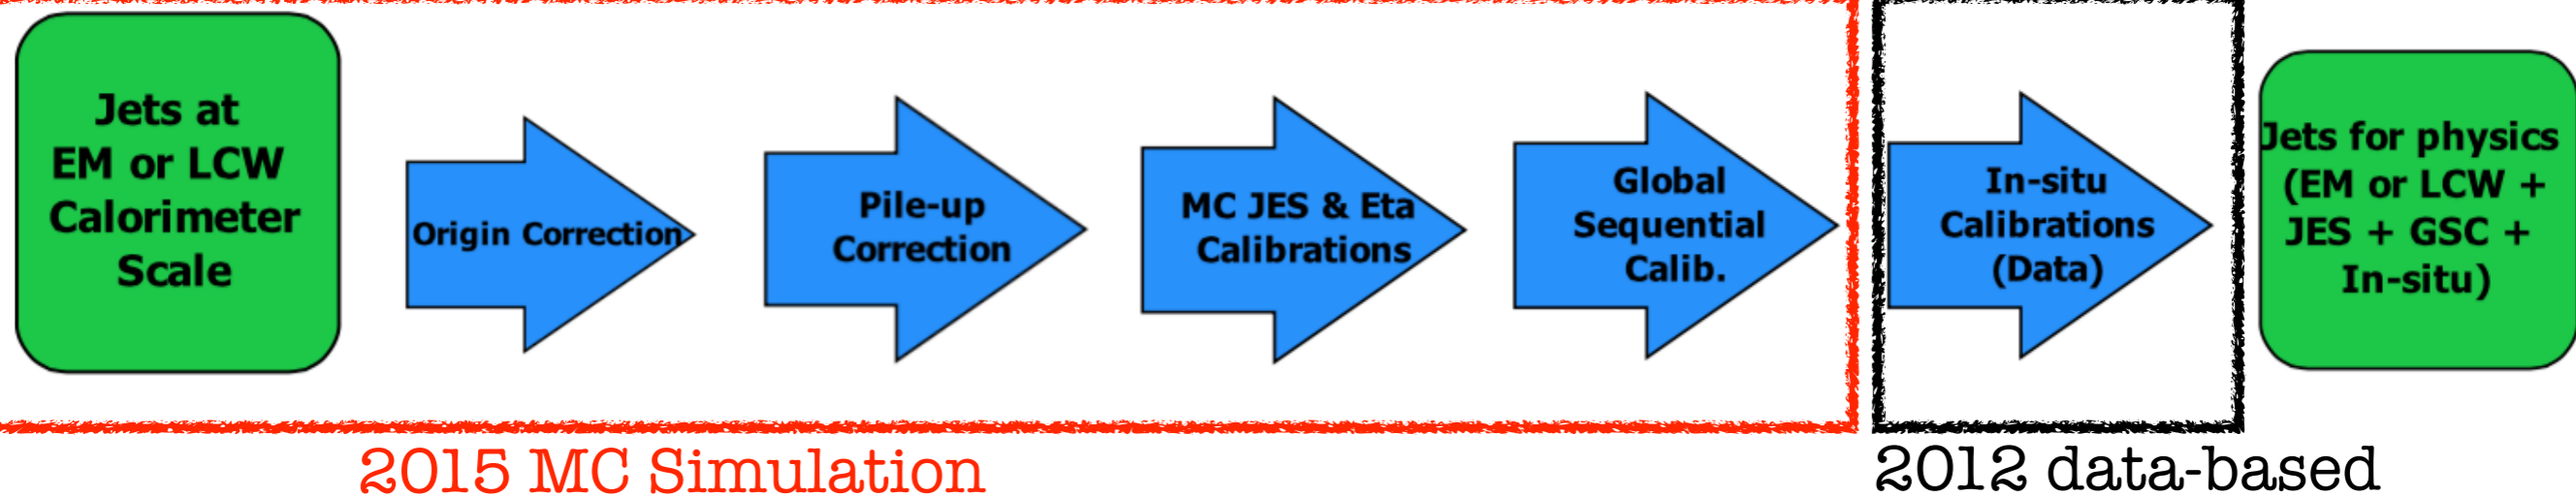 Jets at
EM or LCW
Calorimeter
Scale
Origin Correction
Pile-up
Correction
MC JES & Eta
Calibrations
Global
Sequential
Calib.
In-situ
Calibrations
(Data)
Jets for physics
(EM or LCW +
JES + GSC +
In-situ)
2015 MC Simulation
2012 data-based